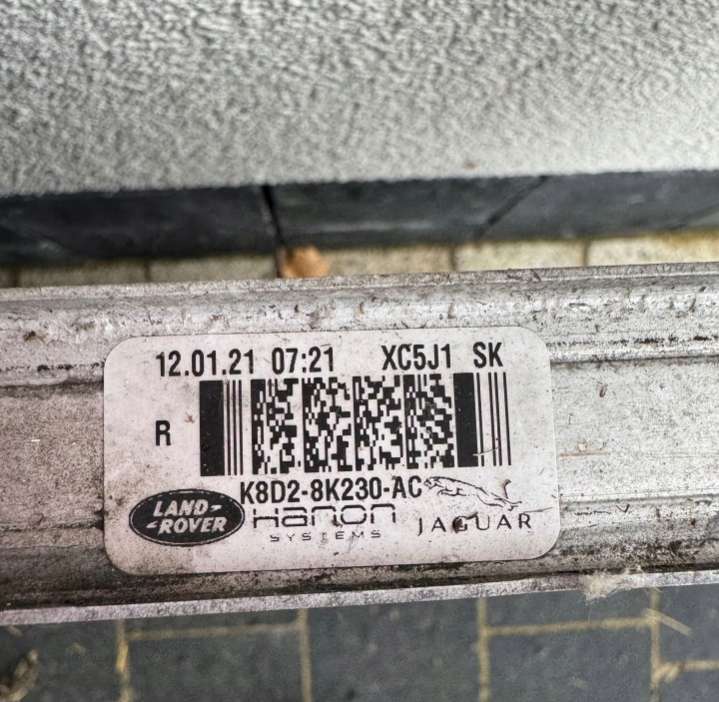 12.01.21 07:21 XC5J1 SK
R
K8D2-8K230-AC
LAND-
-ROVER
Hanon
SYSTEMS
JAGUAR